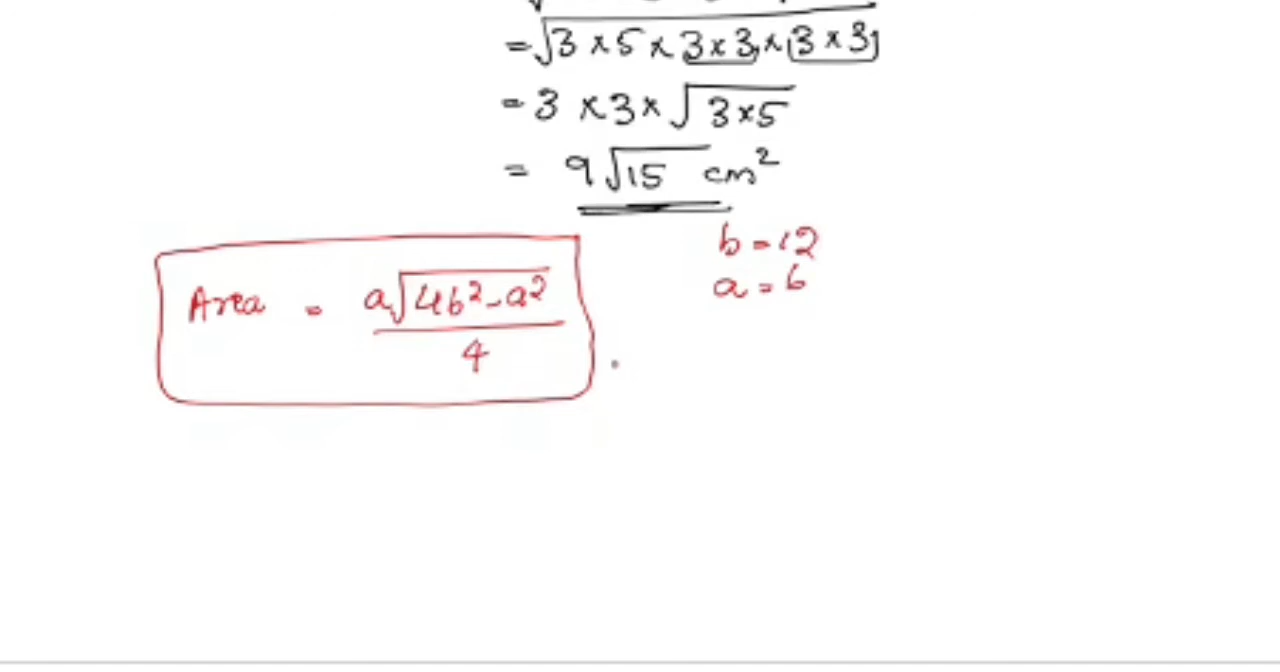 =√3×5×3×3×3×3
=3×3×√3×5
= 9√15 cm²
b=12
a=6
Area = a√4b²-a²
4